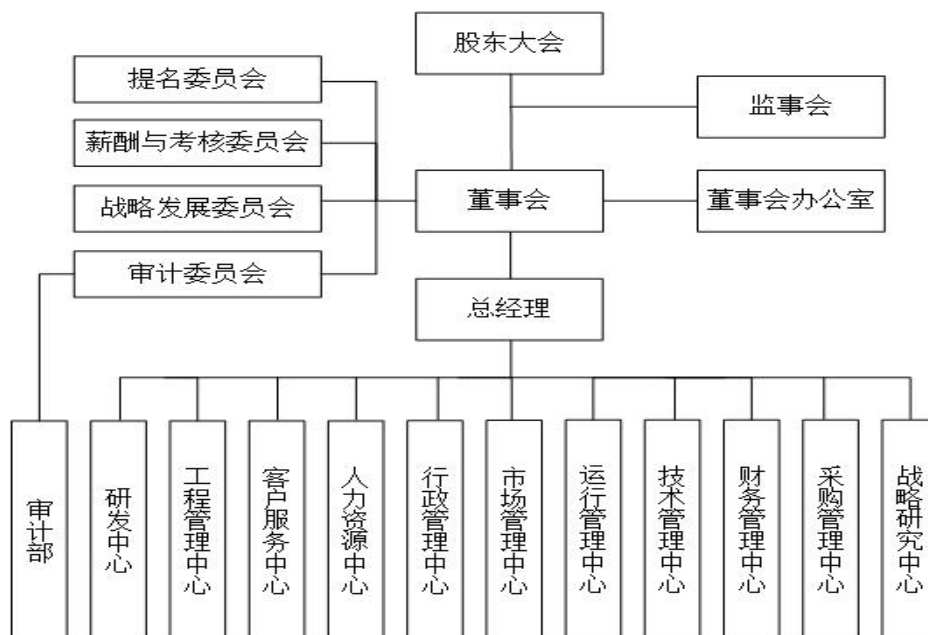 股东大会
提名委员会
监事会
薪酬与考核委员会
董事会
董事会办公室
战略发展委员会
审计委员会
总经理
审计部
研发中心
工程管理中心
客户服务中心
人力资源中心
行政管理中心
市场管理中心
运行管理中心
技术管理中心
财务管理中心
采购管理中心
战略研究中心